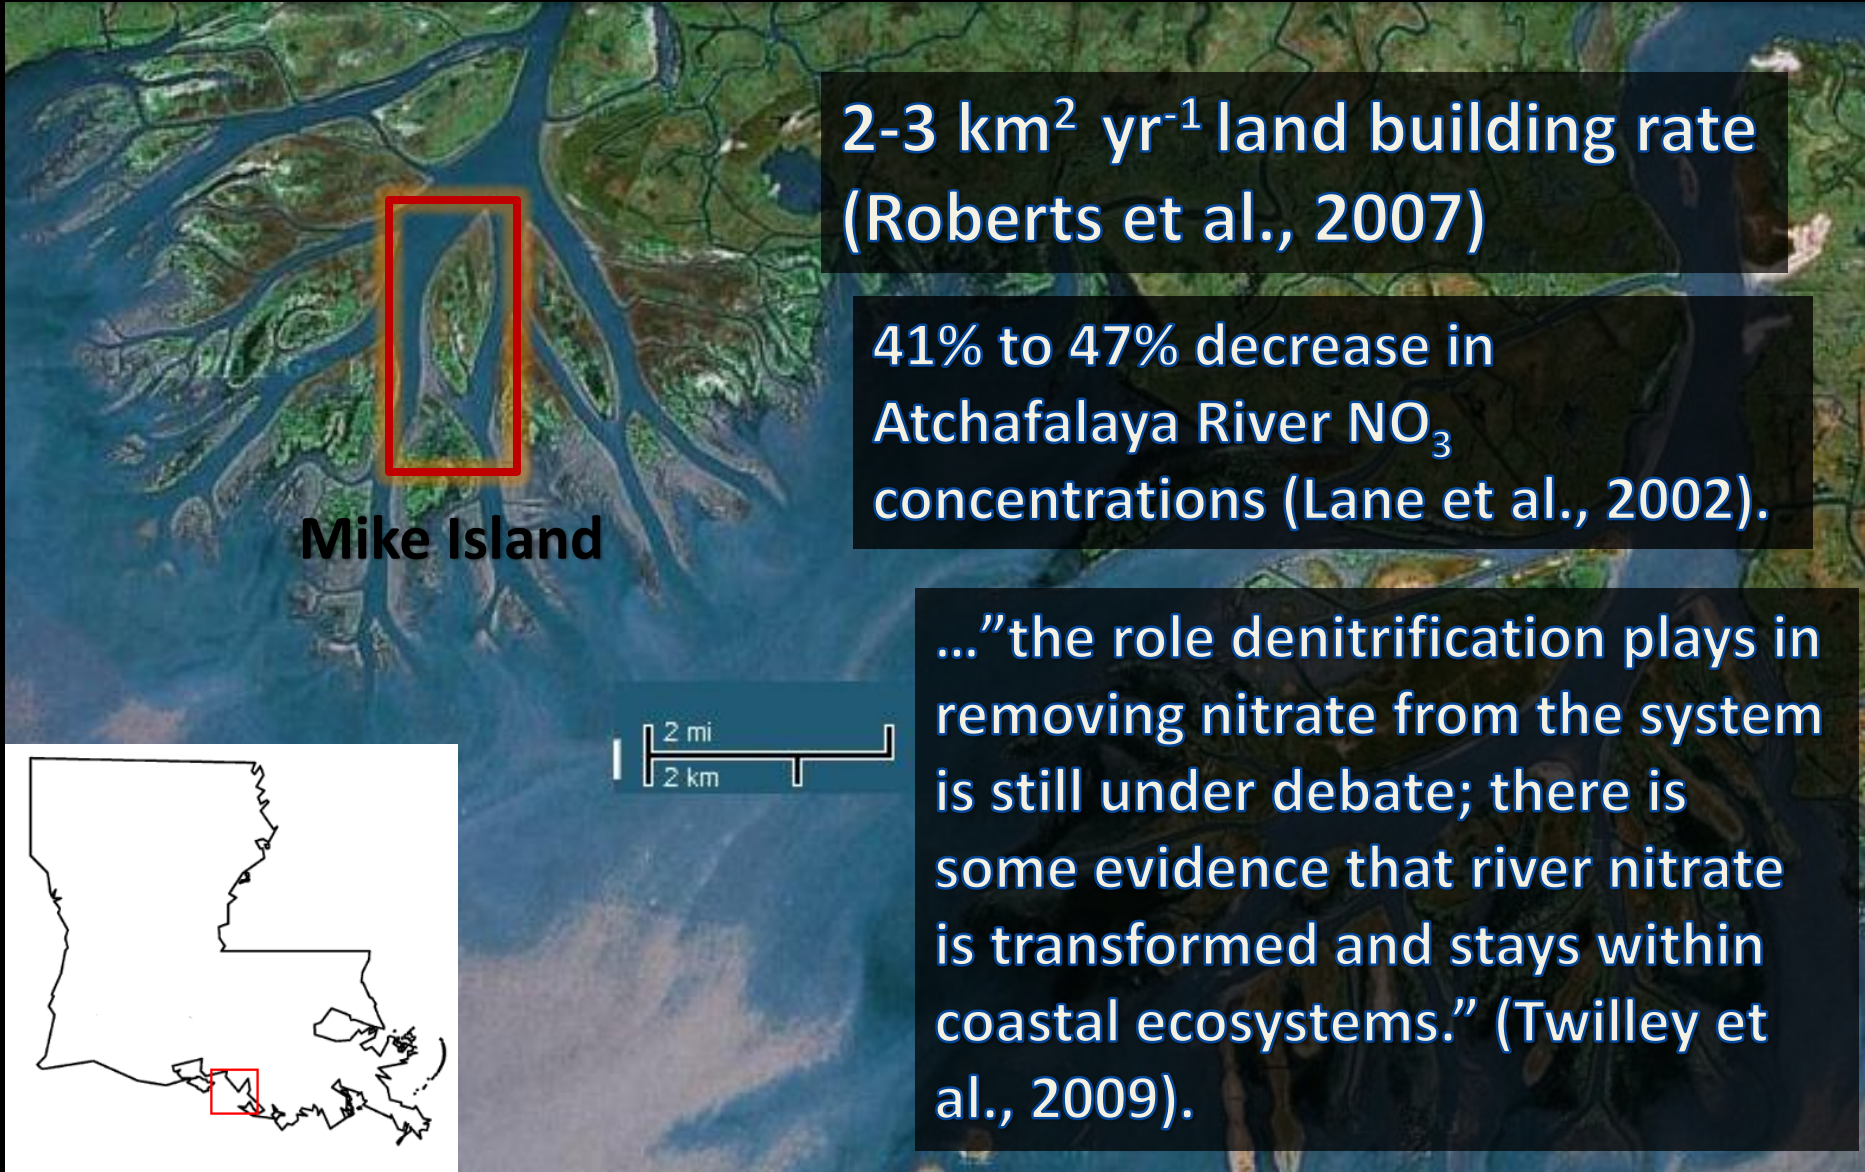 2-3 km² yr⁻¹ land building rate
(Roberts et al., 2007)
41% to 47% decrease in
Atchafalaya River NO₃
concentrations (Lane et al., 2002).
Mike Island
…”the role denitrification plays in
removing nitrate from the system
is still under debate; there is
some evidence that river nitrate
is transformed and stays within
coastal ecosystems.” (Twilley et
al., 2009).
2 mi
2 km